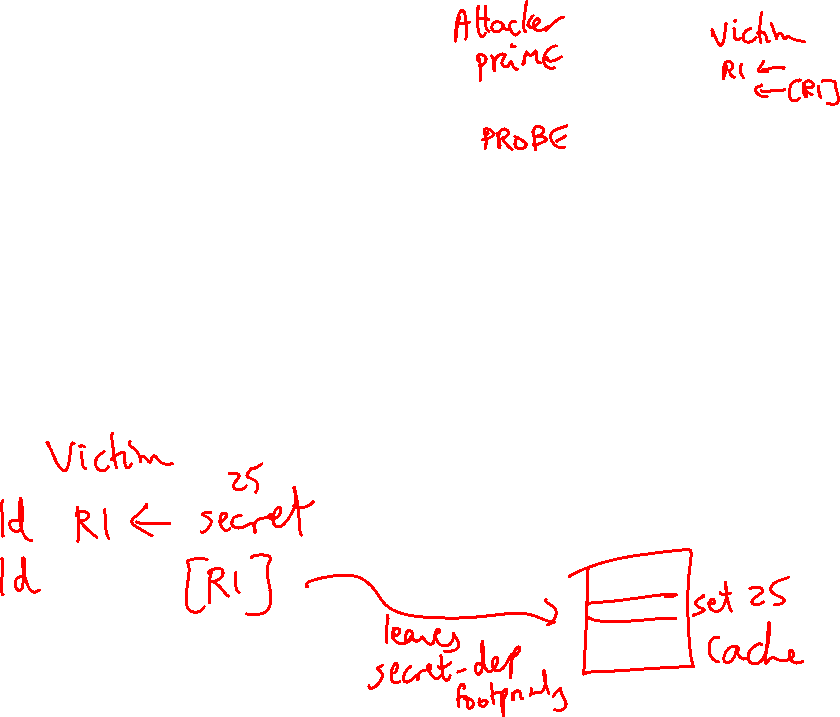 Attacker
PRIME
PROBE
Victim
R1 ←
← [R1]
Victim
25
ld R1 ← secret
ld [R1]
leaves
secret-dep
footprints
set 25
Cache